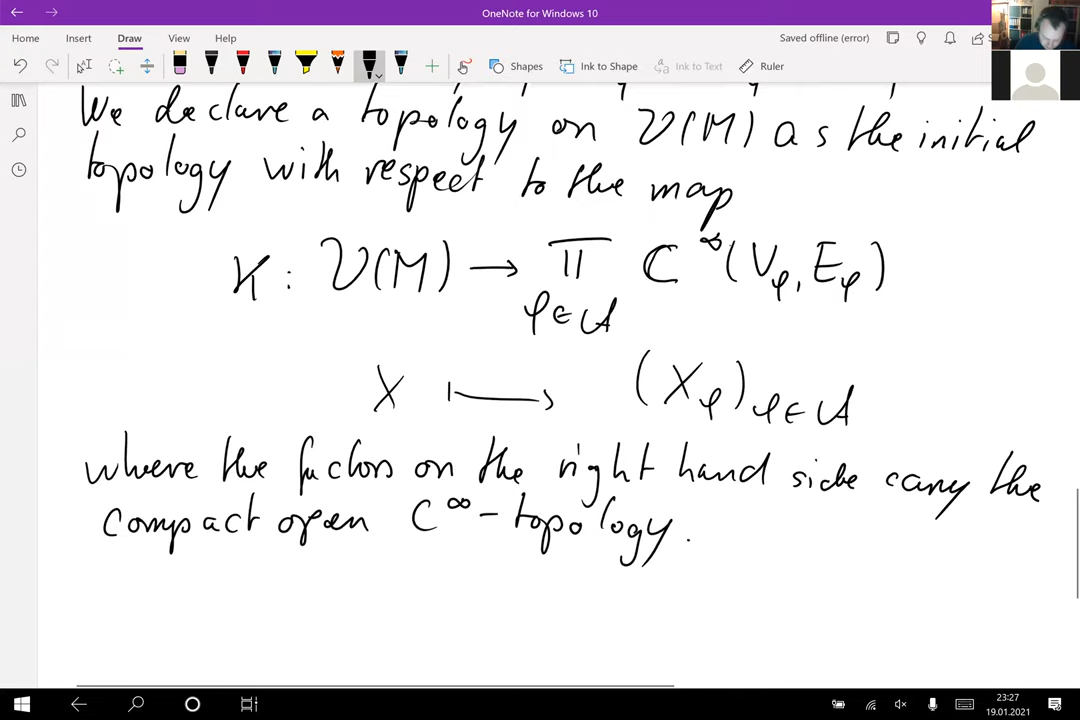 OneNote for Windows 10
Home Insert Draw View Help
Saved offline (error)
Shapes Ink to Shape Ink to Text Ruler
We declare a topology on 𝒱(M) as the initial
topology with respect to the map
K : 𝒱(M) → ∏_{φ∈𝒜} C^∞(V_φ, E_φ)
X ⟼ (X_φ)_{φ∈𝒜}
where the factors on the right hand side carry the
compact open C^∞-topology.
23:27
19.01.2021